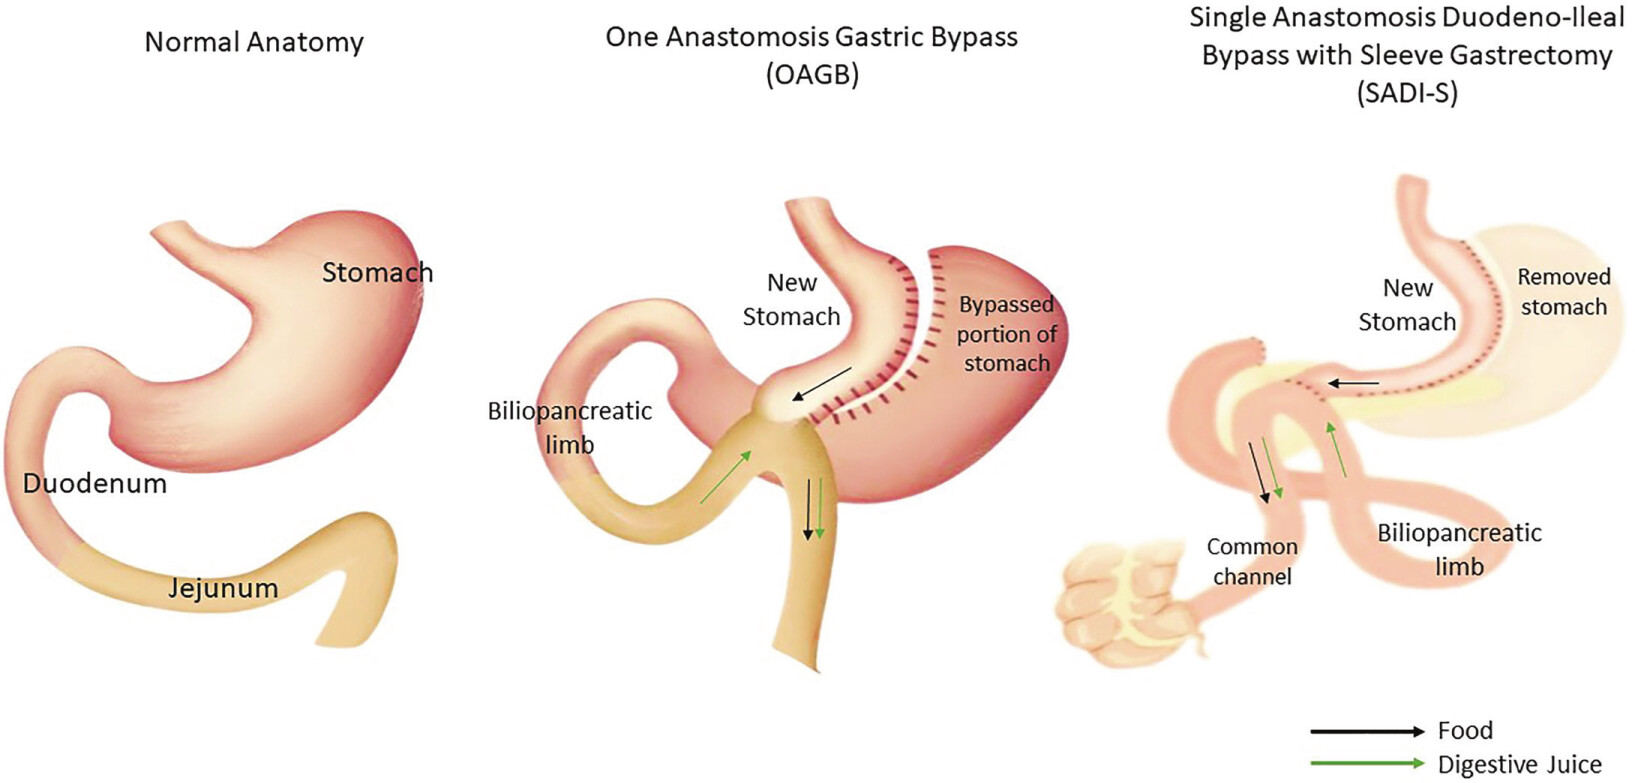 Normal Anatomy
Stomach
Duodenum
Jejunum
One Anastomosis Gastric Bypass
(OAGB)
New
Stomach
Bypassed
portion of
stomach
Biliopancreatic
limb
Single Anastomosis Duodeno-Ileal
Bypass with Sleeve Gastrectomy
(SADI-S)
New
Stomach
Removed
stomach
Common
channel
Biliopancreatic
limb
Food
Digestive Juice